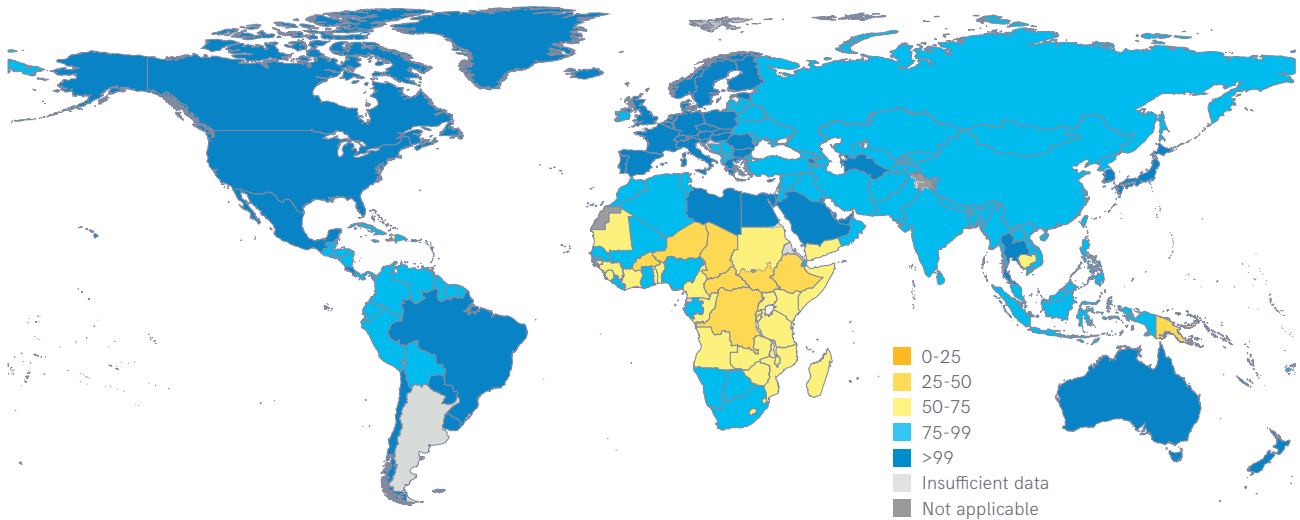 0-25
25-50
50-75
75-99
>99
Insufficient data
Not applicable